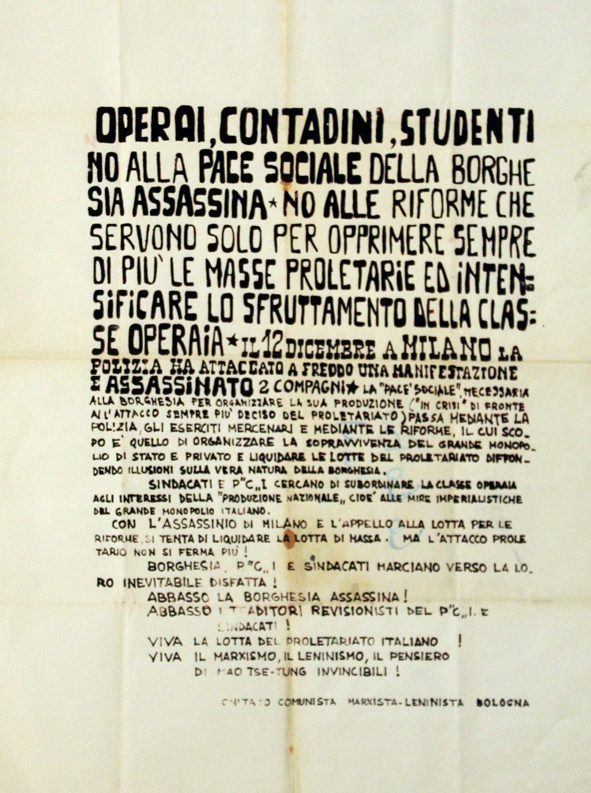 OPERAI, CONTADINI, STUDENTI
NO ALLA PACE SOCIALE DELLA BORGHE
SIA ASSASSINA * NO ALLE RIFORME CHE
SERVONO SOLO PER OPPRIMERE SEMPRE
DI PIU' LE MASSE PROLETARIE ED INTEN=
SIFICARE LO SFRUTTAMENTO DELLA CLAS=
SE OPERAIA * IL 12 DICEMBRE A MILANO LA
POLIZIA HA ATTACCATO A FREDDO UNA MANIFESTAZIONE
E ASSASSINATO 2 COMPAGNI * LA "PACE SOCIALE", NECESSARIA
ALLA BORGHESIA PER ORGANIZZARE LA SUA PRODUZIONE ("IN CRISI" DI FRONTE
ALL'ATTACCO SEMPRE PIU' DECISO DEL PROLETARIATO) PASSA MEDIANTE LA
POLIZIA, GLI ESERCITI MERCENARI E MEDIANTE LE RIFORME, IL CUI SCO-
PO E' QUELLO DI ORGANIZZARE LA SOPRAVVIVENZA DEL GRANDE MONOPO-
LIO DI STATO E PRIVATO E LIQUIDARE LE LOTTE DEL PROLETARIATO DIFFON-
DENDO ILLUSIONI SULLA VERA NATURA DELLA BORGHESIA.
SINDACATI E P"C,,I CERCANO DI SUBORDINARE LA CLASSE OPERAIA
AGLI INTERESSI DELLA "PRODUZIONE NAZIONALE,, CIOE' ALLE MIRE IMPERIALISTICHE
DEL GRANDE MONOPOLIO ITALIANO.
CON L'ASSASSINIO DI MILANO E L'APPELLO ALLA LOTTA PER LE
RIFORME, SI TENTA DI LIQUIDARE LA LOTTA DI MASSA. MA L'ATTACCO PROLE
TARIO NON SI FERMA PIU !
BORGHESIA, P"C,,I E SINDACATI MARCIANO VERSO LA LO-
RO INEVITABILE DISFATTA !
ABBASSO LA BORGHESIA ASSASSINA !
ABBASSO I TRADITORI REVISIONISTI DEL P"C,,I. E
SINDACATI !
VIVA LA LOTTA DEL PROLETARIATO ITALIANO !
VIVA IL MARXISMO, IL LENINISMO, IL PENSIERO
DI MAO TSE-TUNG INVINCIBILI !
COMITATO COMUNISTA MARXISTA-LENINISTA BOLOGNA